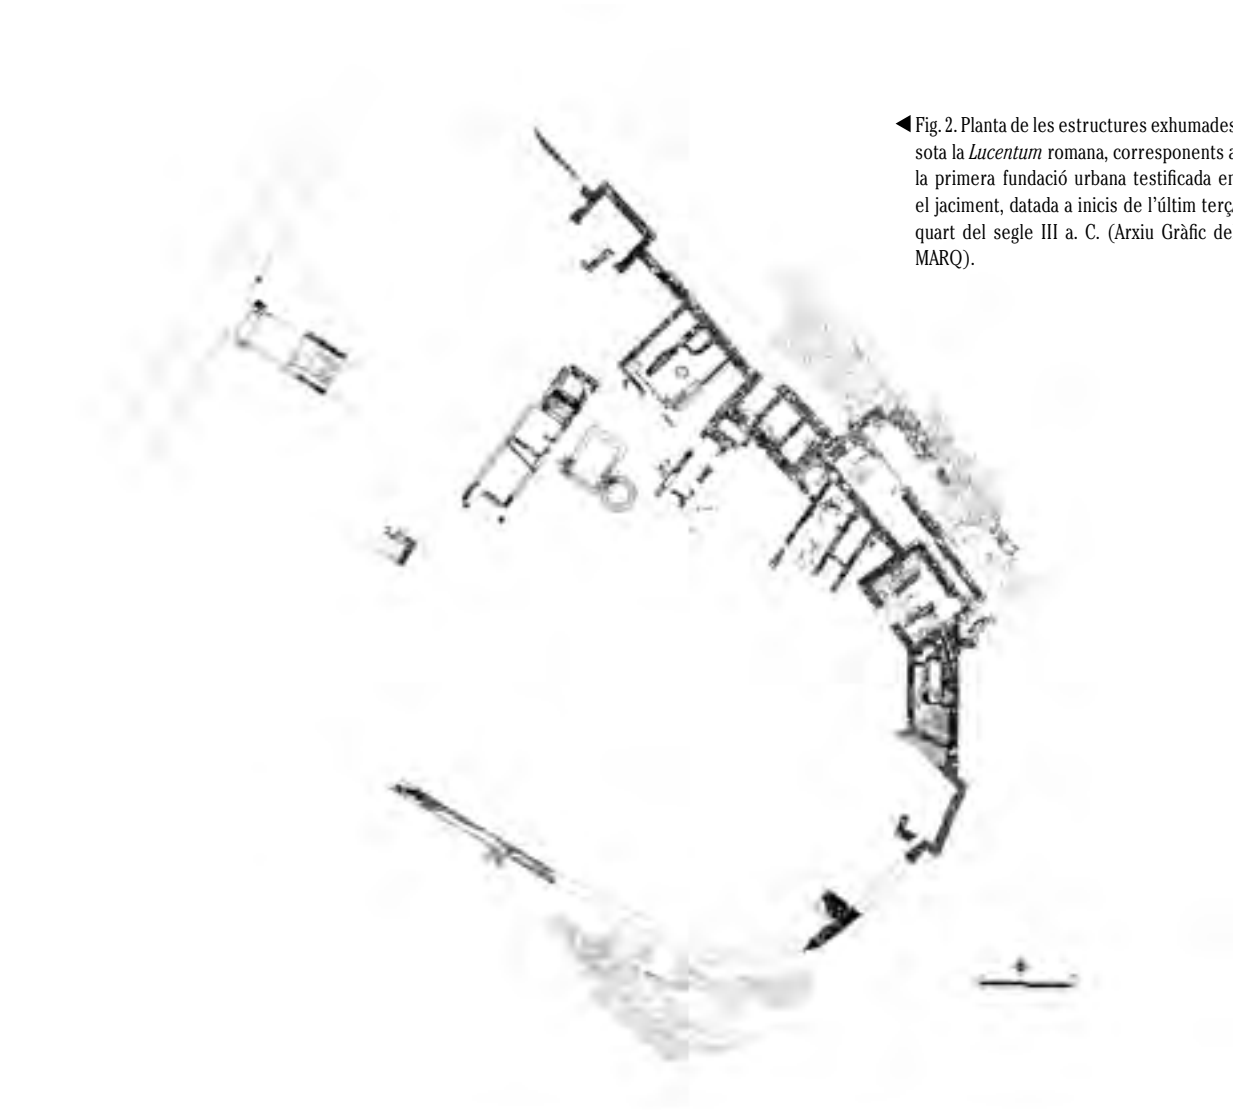 ◀ Fig. 2. Planta de les estructures exhumades
sota la Lucentum romana, corresponents a
la primera fundació urbana testificada en
el jaciment, datada a inicis de l’últim terç/
quart del segle III a. C. (Arxiu Gràfic de
MARQ).